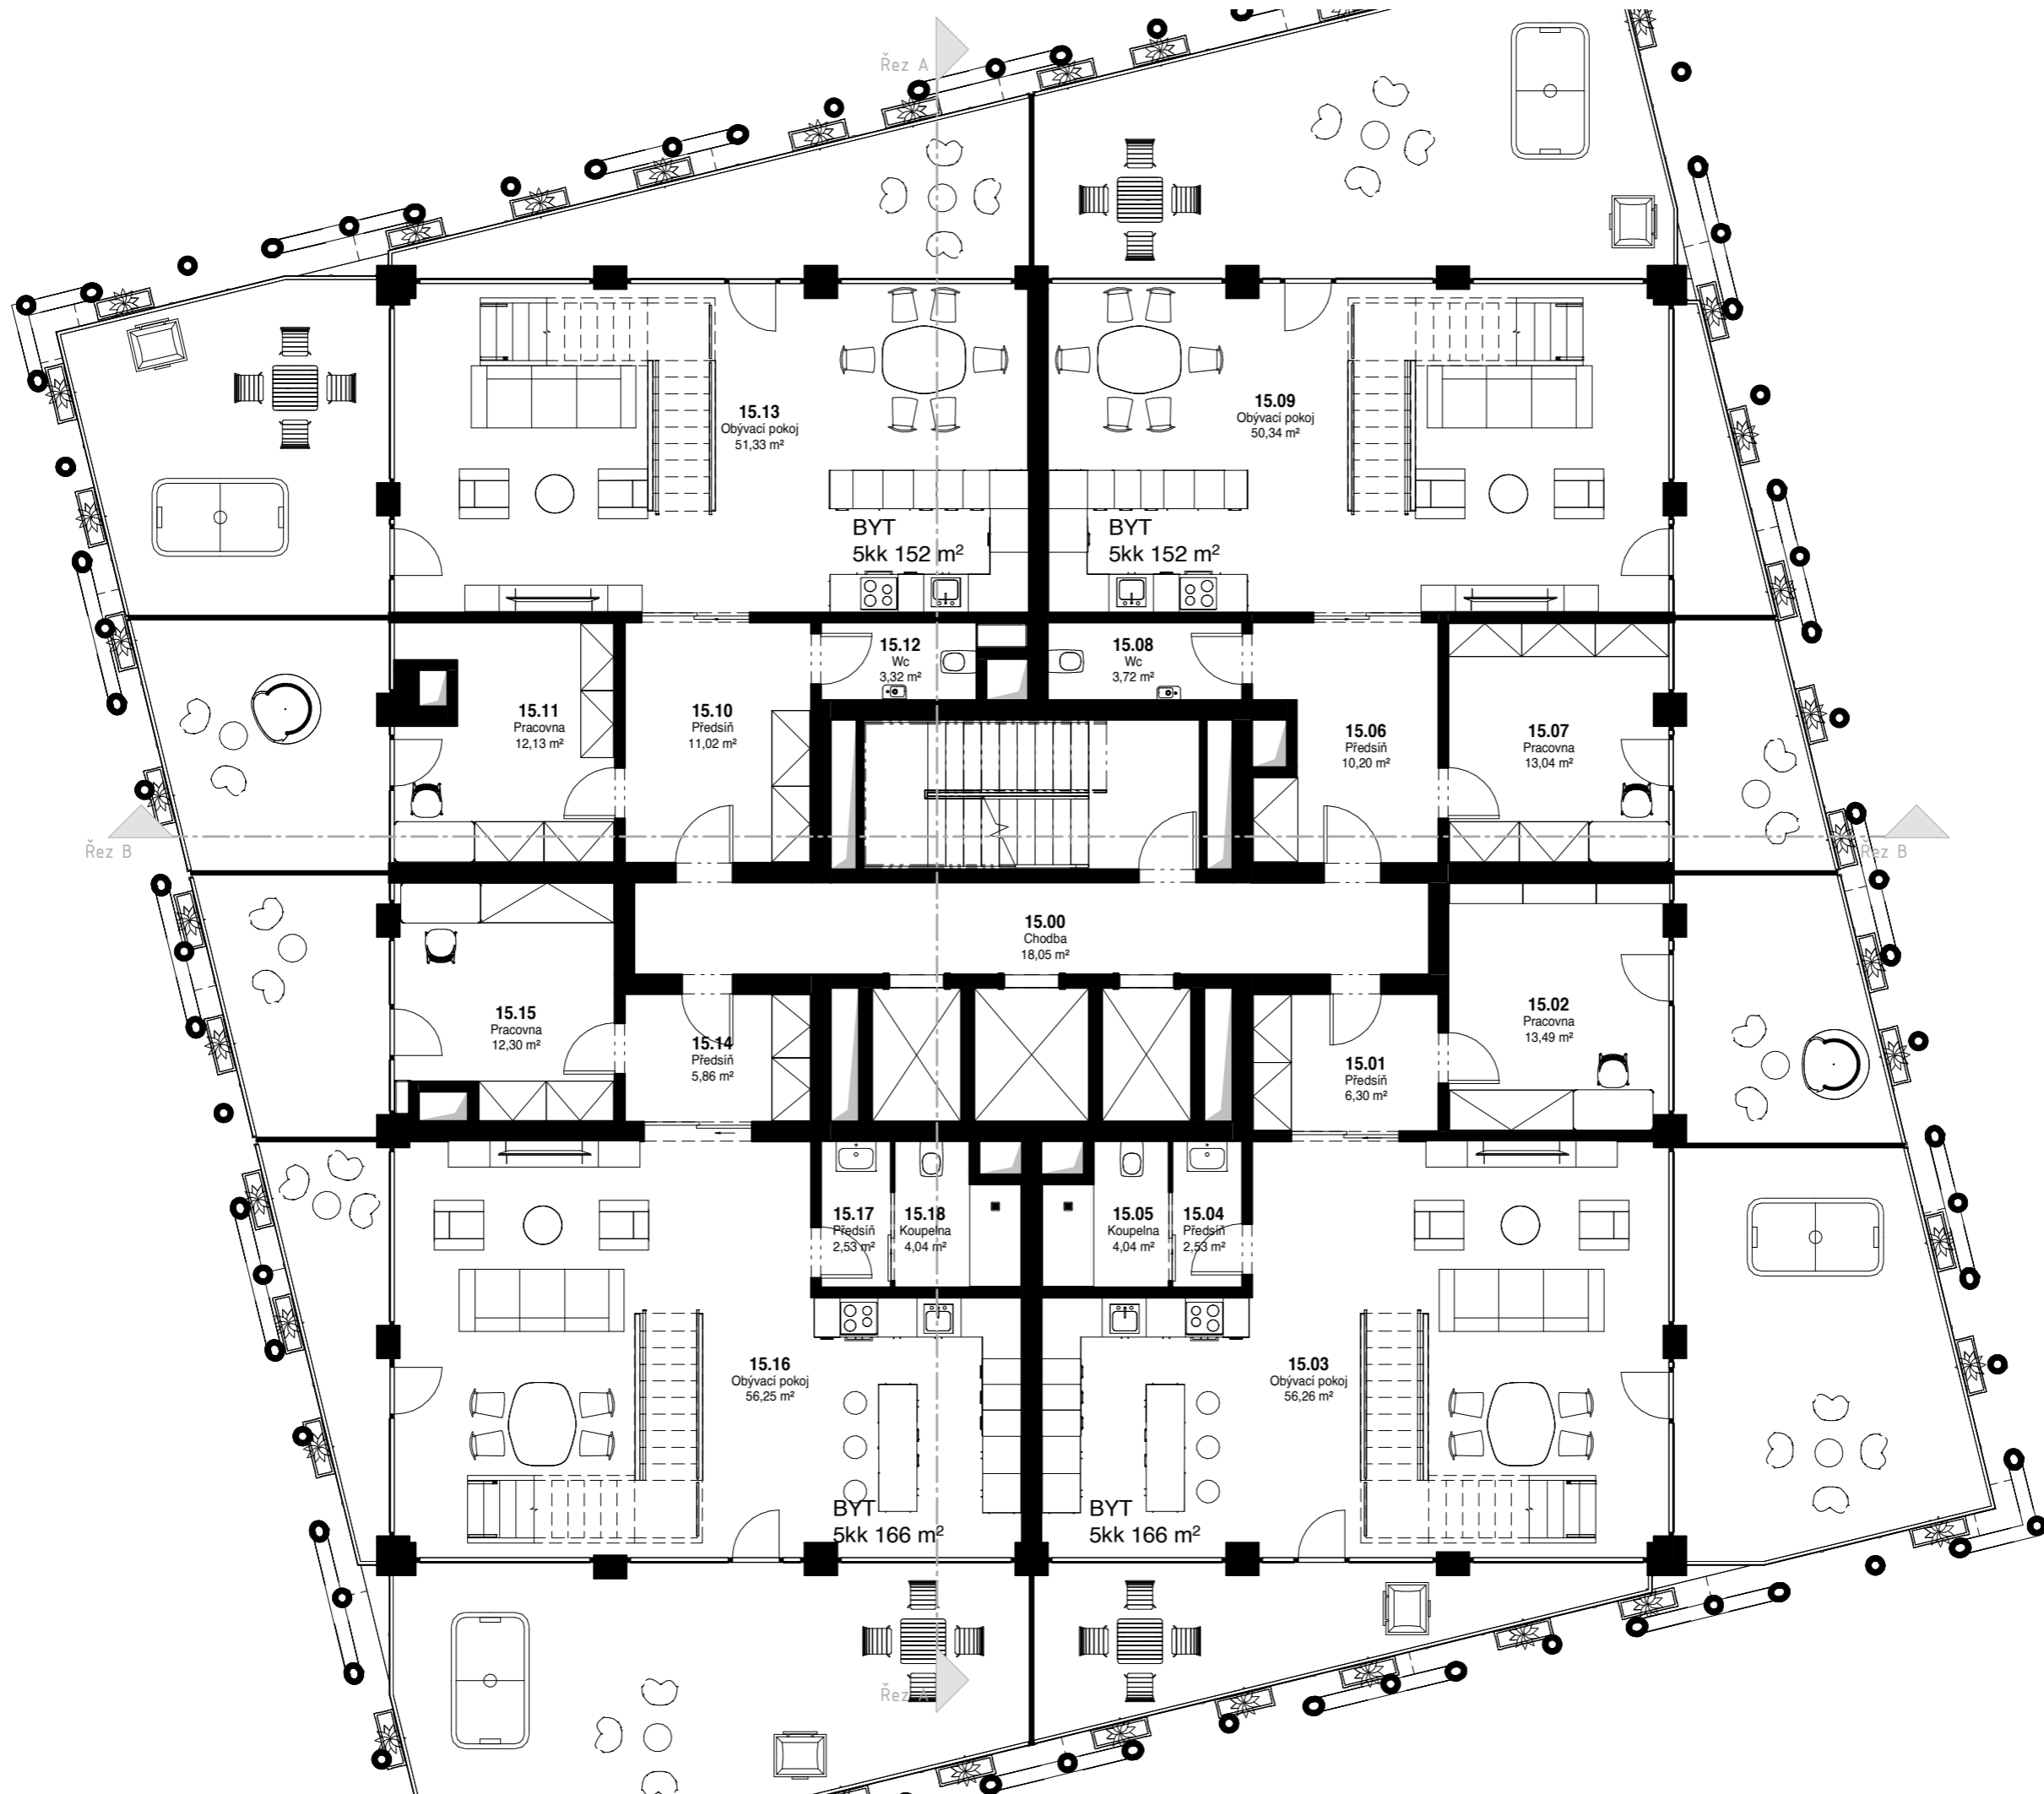 Řez A
15.13
Obývací pokoj
51,33 m²
15.09
Obývací pokoj
50,34 m²
BYT
5kk 152 m²
BYT
5kk 152 m²
15.12
Wc
3,32 m²
15.08
Wc
3,72 m²
15.11
Pracovna
12,13 m²
15.10
Předsíň
11,02 m²
15.06
Předsíň
10,20 m²
15.07
Pracovna
13,04 m²
Řez B
Řez B
15.00
Chodba
18,05 m²
15.15
Pracovna
12,30 m²
15.14
Předsíň
5,86 m²
15.01
Předsíň
6,30 m²
15.02
Pracovna
13,49 m²
15.17
Předsíň
2,53 m²
15.18
Koupelna
4,04 m²
15.05
Koupelna
4,04 m²
15.04
Předsíň
2,53 m²
15.16
Obývací pokoj
56,25 m²
15.03
Obývací pokoj
56,26 m²
BYT
5kk 166 m²
BYT
5kk 166 m²
Řez A